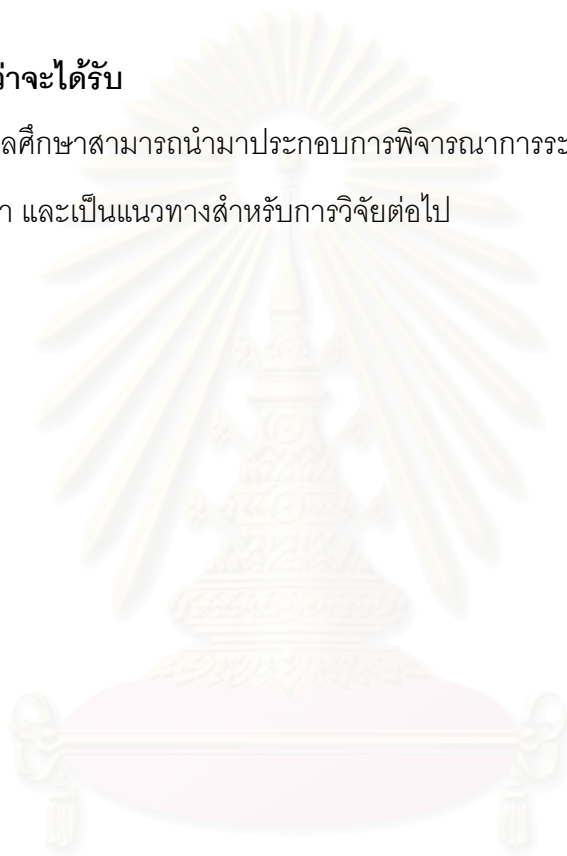 ว่าจะได้รับ
ลศึกษาสามารถนำมาประกอบการพิจารณาการระ
และเป็นแนวทางสำหรับการวิจัยต่อไป